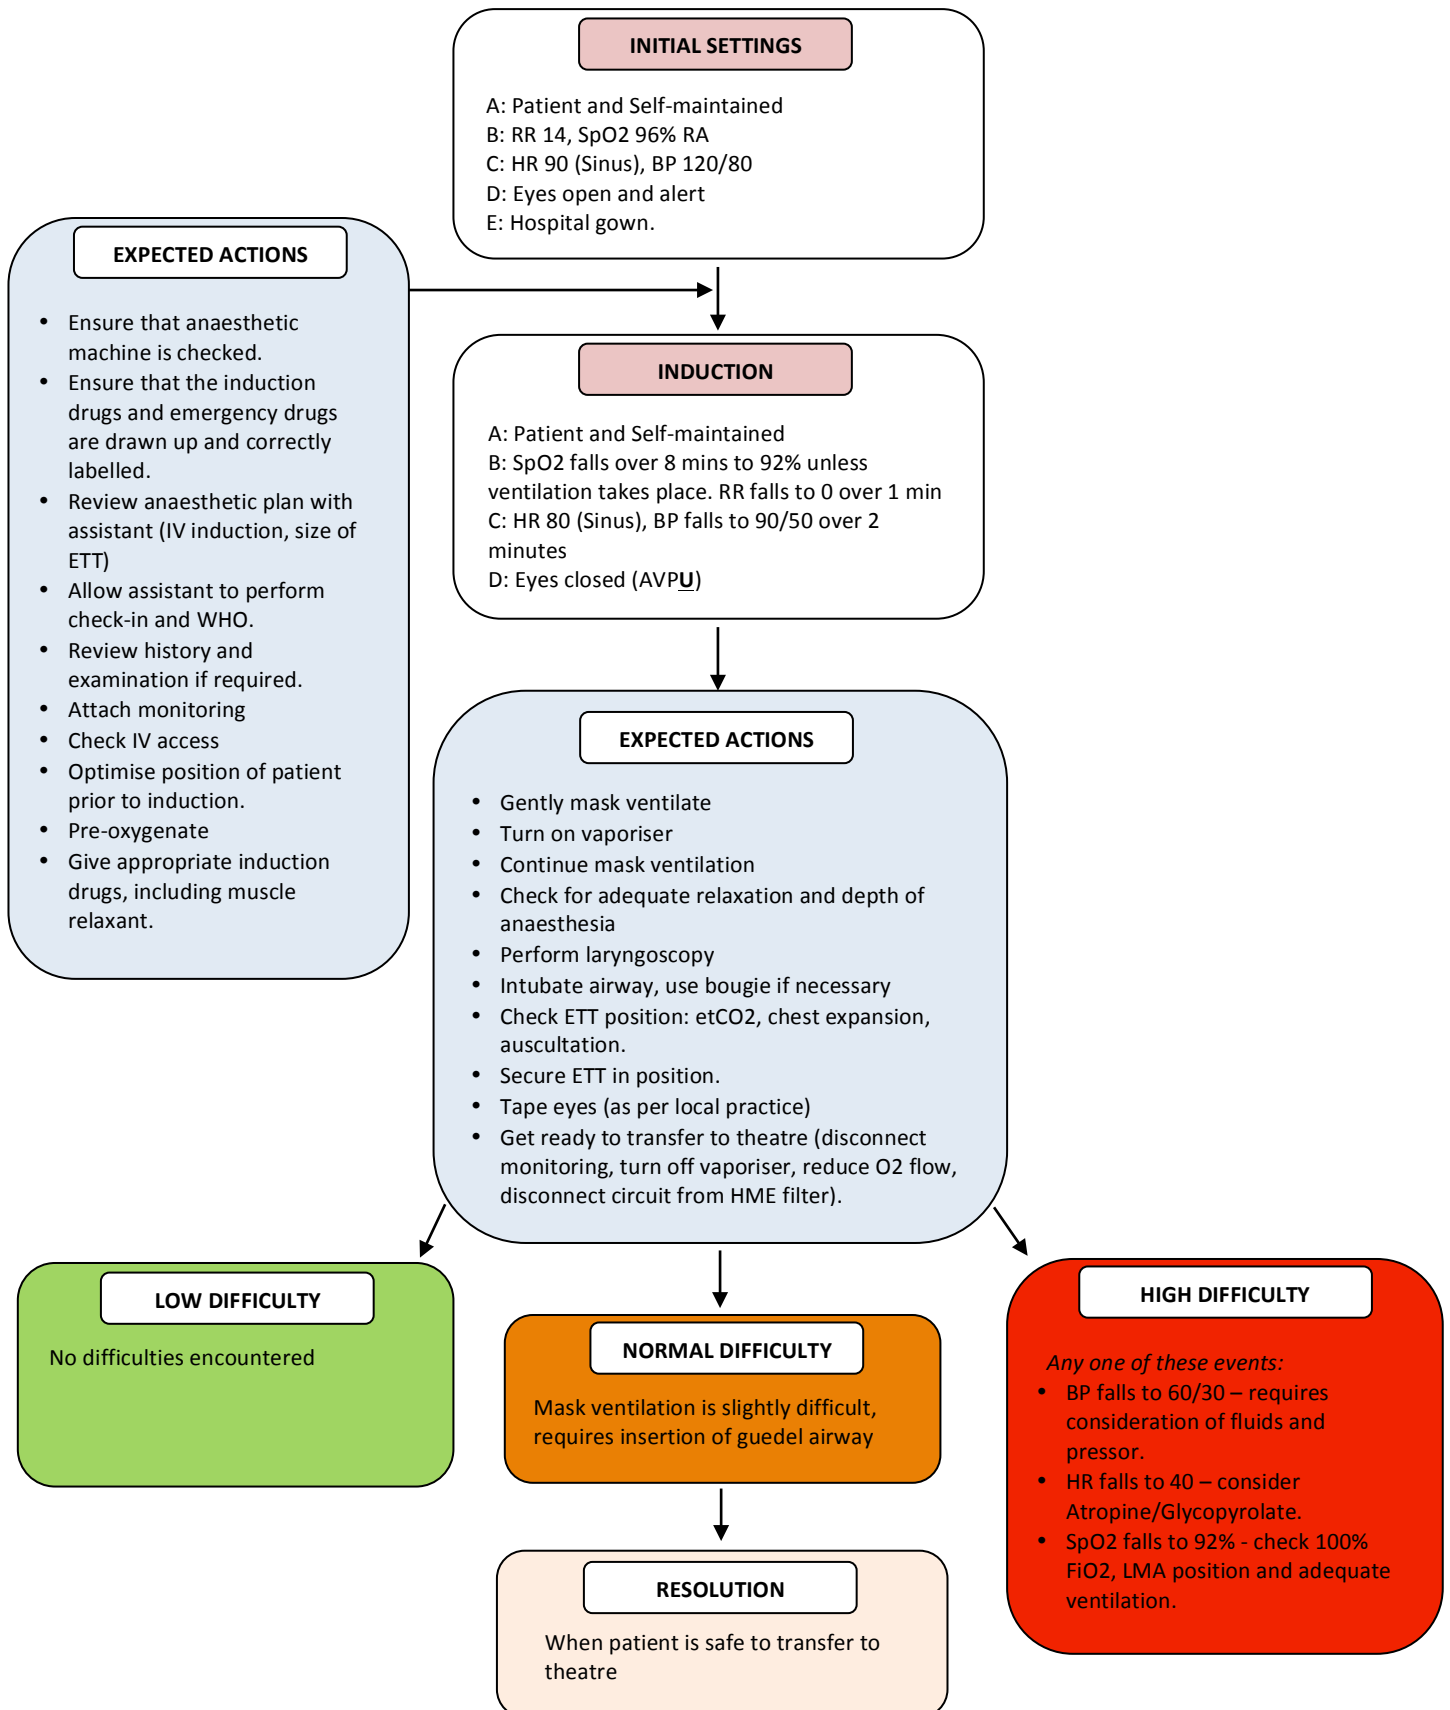 INITIAL SETTINGS
A: Patient and Self-maintained
B: RR 14, SpO2 96% RA
C: HR 90 (Sinus), BP 120/80
D: Eyes open and alert
E: Hospital gown.
EXPECTED ACTIONS
• Ensure that anaesthetic
machine is checked.
• Ensure that the induction
drugs and emergency drugs
are drawn up and correctly
labelled.
• Review anaesthetic plan with
assistant (IV induction, size of
ETT)
• Allow assistant to perform
check-in and WHO.
• Review history and
examination if required.
• Attach monitoring
• Check IV access
• Optimise position of patient
prior to induction.
• Pre-oxygenate
• Give appropriate induction
drugs, including muscle
relaxant.
INDUCTION
A: Patient and Self-maintained
B: SpO2 falls over 8 mins to 92% unless
ventilation takes place. RR falls to 0 over 1 min
C: HR 80 (Sinus), BP falls to 90/50 over 2
minutes
D: Eyes closed (AVPU)
EXPECTED ACTIONS
• Gently mask ventilate
• Turn on vaporiser
• Continue mask ventilation
• Check for adequate relaxation and depth of
anaesthesia
• Perform laryngoscopy
• Intubate airway, use bougie if necessary
• Check ETT position: etCO2, chest expansion,
auscultation.
• Secure ETT in position.
• Tape eyes (as per local practice)
• Get ready to transfer to theatre (disconnect
monitoring, turn off vaporiser, reduce O2 flow,
disconnect circuit from HME filter).
LOW DIFFICULTY
No difficulties encountered
NORMAL DIFFICULTY
Mask ventilation is slightly difficult,
requires insertion of guedel airway
HIGH DIFFICULTY
Any one of these events:
• BP falls to 60/30 – requires
consideration of fluids and
pressor.
• HR falls to 40 – consider
Atropine/Glycopyrolate.
• SpO2 falls to 92% - check 100%
FiO2, LMA position and adequate
ventilation.
RESOLUTION
When patient is safe to transfer to
theatre